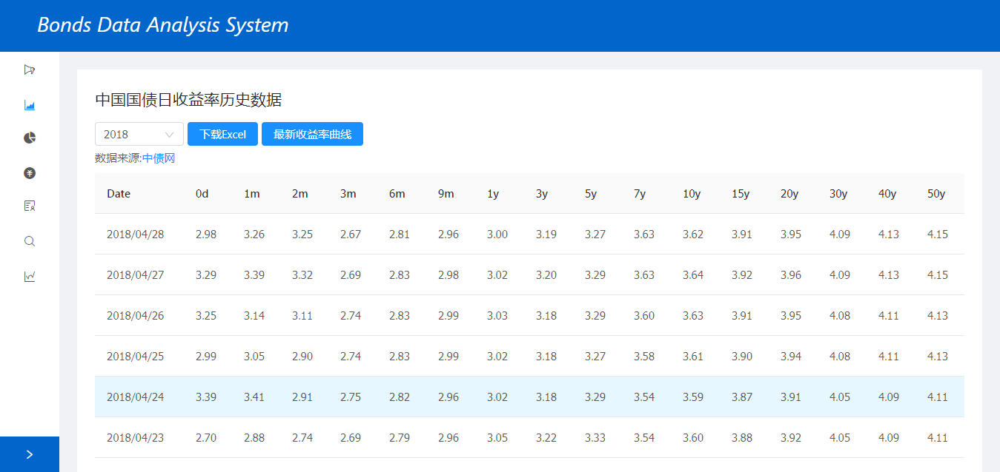 Bonds Data Analysis System
中国国债日收益率历史数据
2018 下载Excel 最新收益率曲线
数据来源:中债网
Date 0d 1m 2m 3m 6m 9m 1y 3y 5y 7y 10y 15y 20y 30y 40y 50y
2018/04/28 2.98 3.26 3.25 2.67 2.81 2.96 3.00 3.19 3.27 3.63 3.62 3.91 3.95 4.09 4.13 4.15
2018/04/27 3.29 3.39 3.32 2.69 2.83 2.98 3.02 3.20 3.29 3.63 3.64 3.92 3.96 4.09 4.13 4.15
2018/04/26 3.25 3.14 3.11 2.74 2.83 2.99 3.03 3.18 3.29 3.60 3.63 3.91 3.95 4.08 4.11 4.13
2018/04/25 2.99 3.05 2.90 2.74 2.83 2.99 3.02 3.18 3.27 3.58 3.61 3.90 3.94 4.08 4.11 4.13
2018/04/24 3.39 3.41 2.91 2.75 2.82 2.96 3.02 3.18 3.29 3.54 3.59 3.87 3.91 4.05 4.09 4.11
2018/04/23 2.70 2.88 2.74 2.69 2.79 2.96 3.05 3.22 3.33 3.54 3.60 3.88 3.92 4.05 4.09 4.11